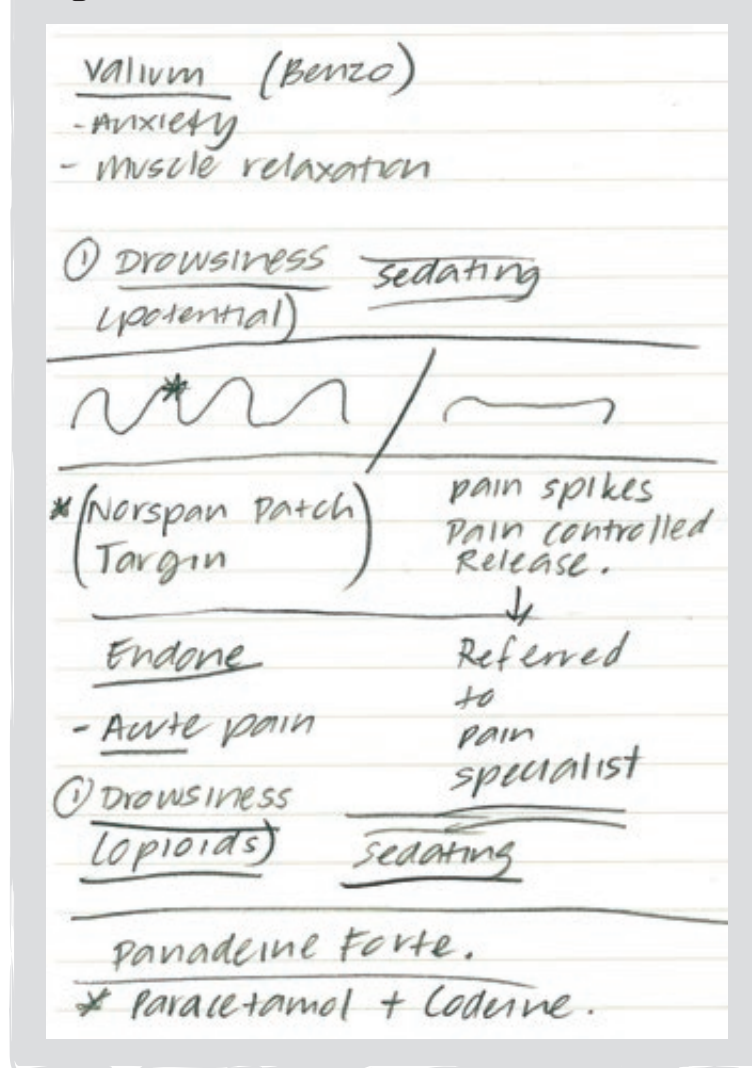 Valium (Benzo)
- Anxiety
- Muscle relaxation
① Drowsiness sedating
(potential)
* (Norspan Patch
Targin)
pain spikes
Pain controlled
Release.
↓
Referred
to
pain
specialist
Endone
- Acute pain
① Drowsiness
(opioids) sedating
Panadeine Forte.
* Paracetamol + Codeine.